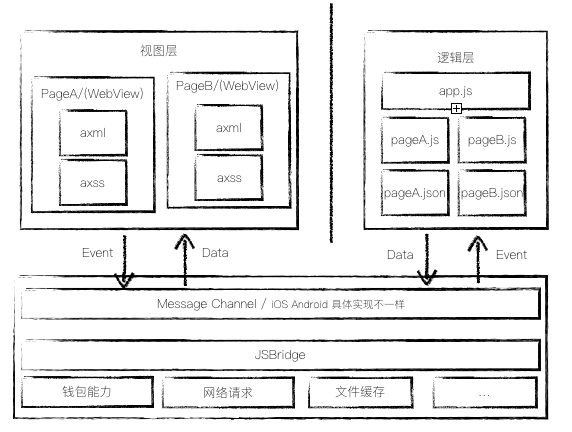 视图层
PageA/(WebView)
axml
axss
PageB/(WebView)
axml
axss
逻辑层
app.js
pageA.js
pageB.js
pageA.json
pageB.json
Event
Data
Data
Event
Message Channel / iOS Android 具体实现不一样
JSBridge
钱包能力
网络请求
文件缓存
...